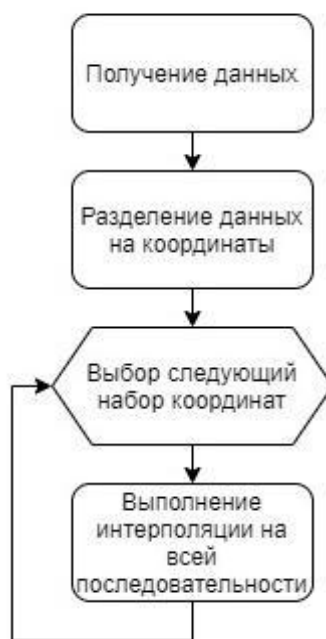 Получение данных
Разделение данных
на координаты
Выбор следующий
набор координат
Выполнение
интерполяции на
всей
последовательности